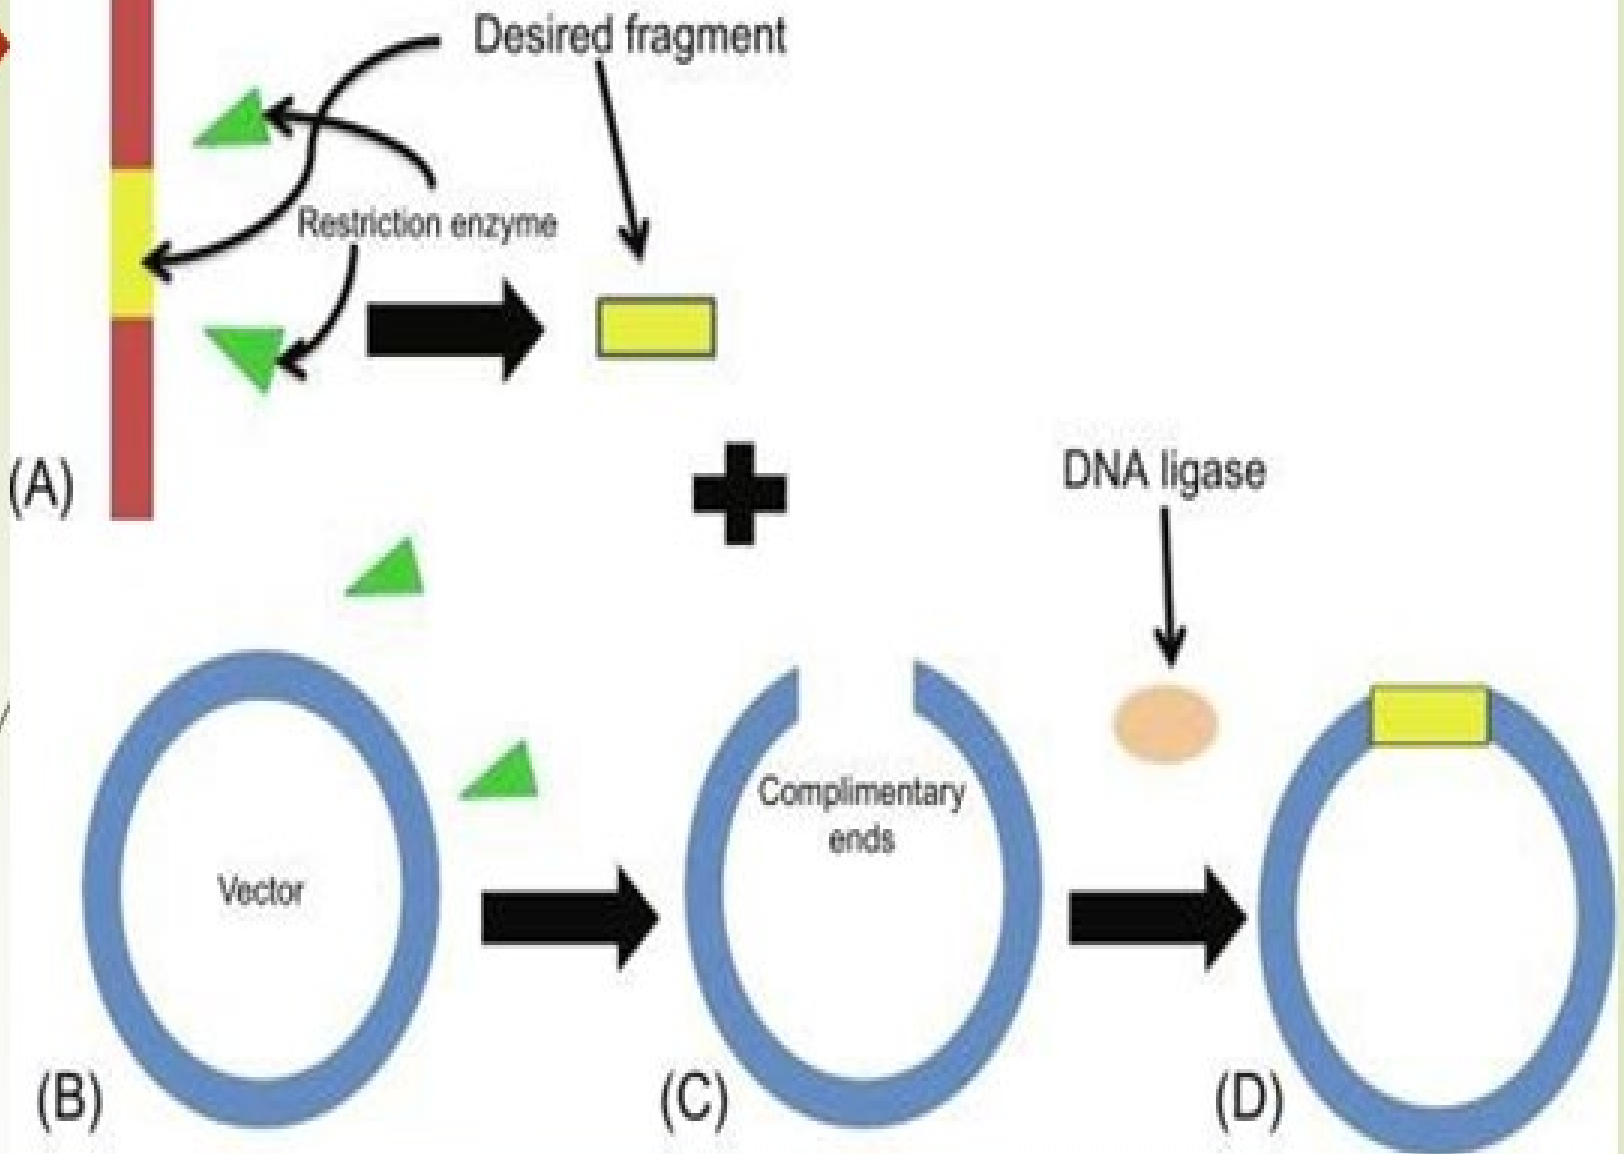 Desired fragment
Restriction enzyme
(A)
DNA ligase
Complimentary
ends
Vector
(B)
(C)
(D)